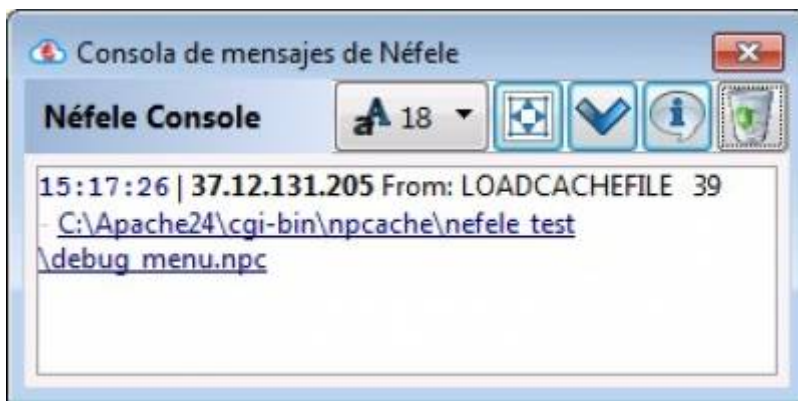 Consola de mensajes de Néfele
Néfele Console
aA 18
15:17:26 | 37.12.131.205 From: LOADCACHEFILE 39
- C:\Apache24\cgi-bin\npcache\nefele_test
\debug_menu.npc